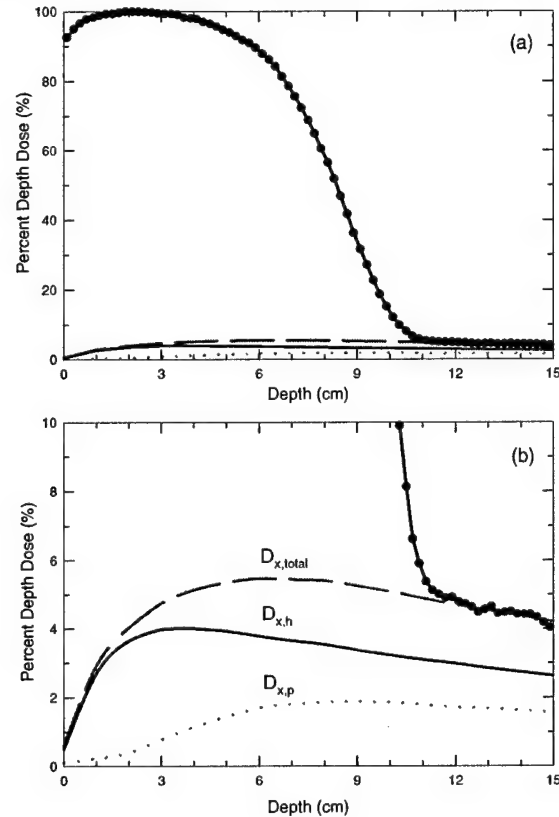 (a)
100
80
60
40
20
0
Percent Depth Dose (%)
0 3 6 9 12 15
Depth (cm)
(b)
10
8
6
4
2
0
Percent Depth Dose (%)
D_x,total
D_x,h
D_x,p
0 3 6 9 12 15
Depth (cm)